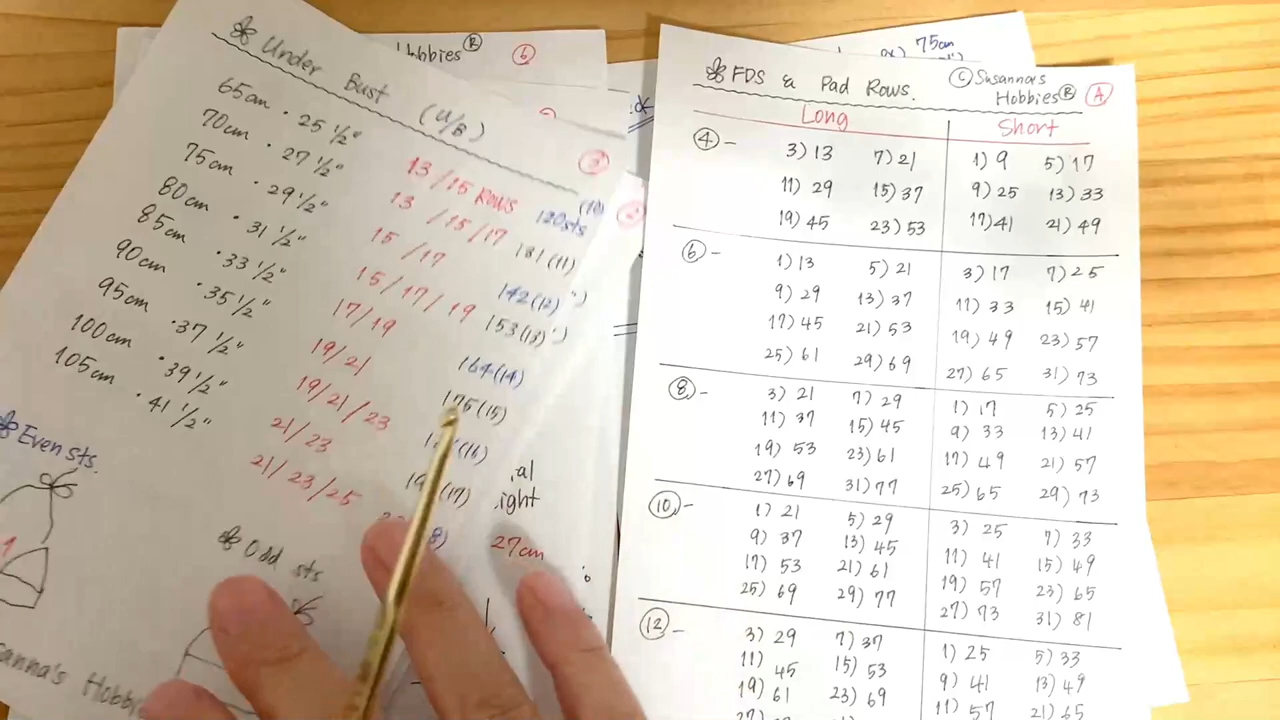 ❀ Under Bust (U/B)
3
65cm · 25 1/2" 13/15 Rows 120sts (10)
70cm · 27 1/2" 13/15/17 131(11)
75cm · 29 1/2" 15/17 142(12)
80cm · 31 1/2" 15/17/19 153(13)
85cm · 33 1/2" 17/19 164(14)
90cm · 35 1/2" 19/21 175(15)
95cm · 37 1/2" 19/21/23 (16)
100cm · 39 1/2" 21/23 (17)
105cm · 41 1/2" 21/23/25
❀ Even sts.
❀ Odd sts
Hobbies® 6
27cm
75cm
❀ FDS & Pad Rows. © Susanna's
Hobbies® A
Long Short
④ - 3) 13 7) 21 1) 9 5) 17
11) 29 15) 37 9) 25 13) 33
19) 45 23) 53 17) 41 21) 49
⑥ - 1) 13 5) 21 3) 17 7) 25
9) 29 13) 37 11) 33 15) 41
17) 45 21) 53 19) 49 23) 57
25) 61 29) 69 27) 65 31) 73
⑧ - 3) 21 7) 29 1) 17 5) 25
11) 37 15) 45 9) 33 13) 41
19) 53 23) 61 17) 49 21) 57
27) 69 31) 77 25) 65 29) 73
⑩ - 1) 21 5) 29 3) 25 7) 33
9) 37 13) 45 11) 41 15) 49
17) 53 21) 61 19) 57 23) 65
25) 69 29) 77 27) 73 31) 81
⑫ - 3) 29 7) 37 1) 25 5) 33
11) 45 15) 53 9) 41 13) 49
19) 61 23) 69 11) 57 21) 65